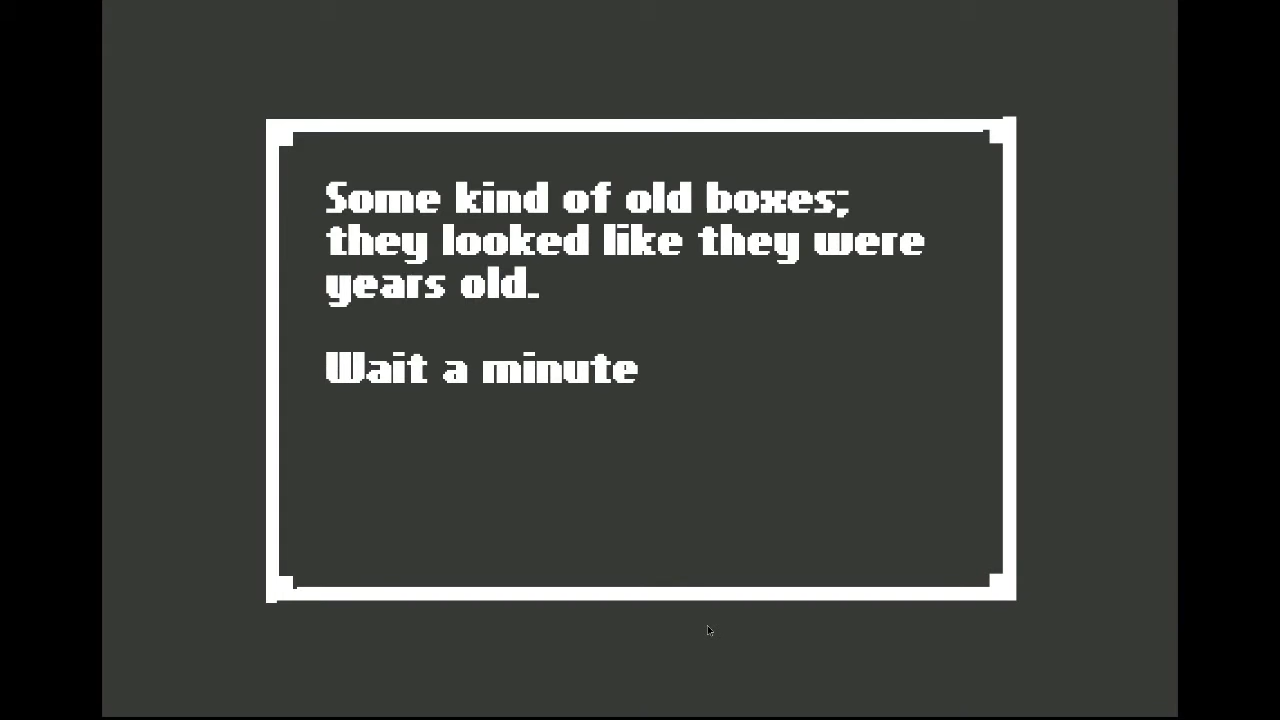 Some kind of old boxes;
they looked like they were
years old.
Wait a minute